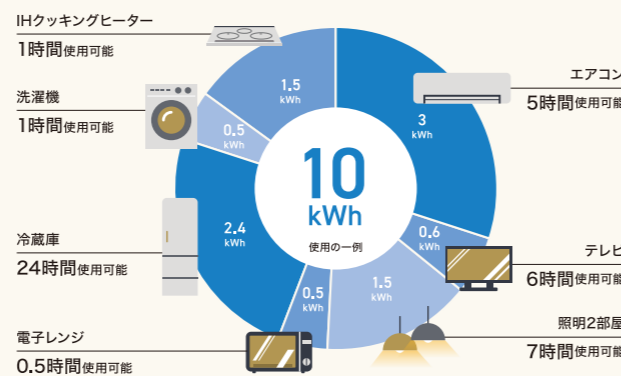 IHクッキングヒーター
1時間使用可能
洗濯機
1時間使用可能
冷蔵庫
24時間使用可能
電子レンジ
0.5時間使用可能
1.5
kWh
0.5
kWh
2.4
kWh
0.5
kWh
1.5
kWh
0.6
kWh
3
kWh
10
kWh
使用の一例
エアコン
5時間使用可能
テレビ
6時間使用可能
照明2部屋
7時間使用可能